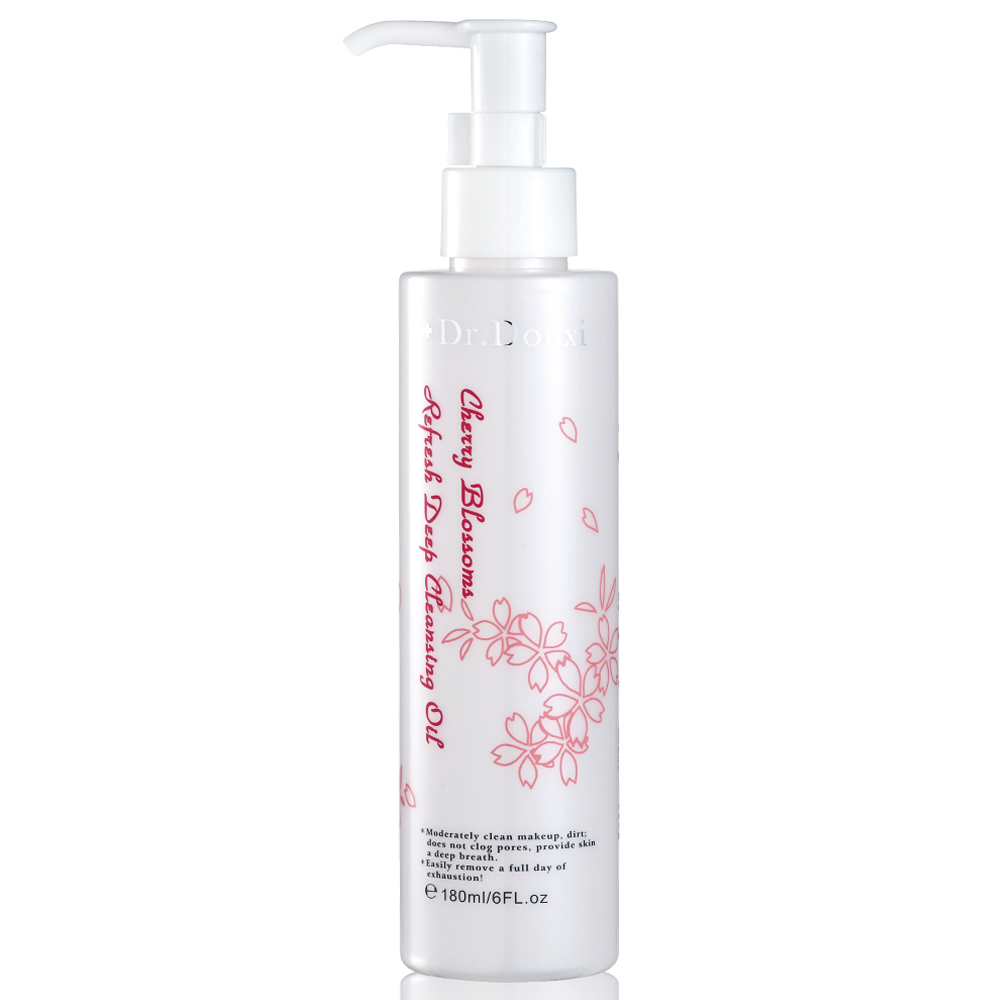 Dr.Douxi
Cherry Blossoms
Refresh Deep Cleansing Oil
*Moderately clean makeup, dirt;
does not clog pores, provide skin
a deep breath.
*Easily remove a full day of
exhaustion!
℮180ml/6FL.oz